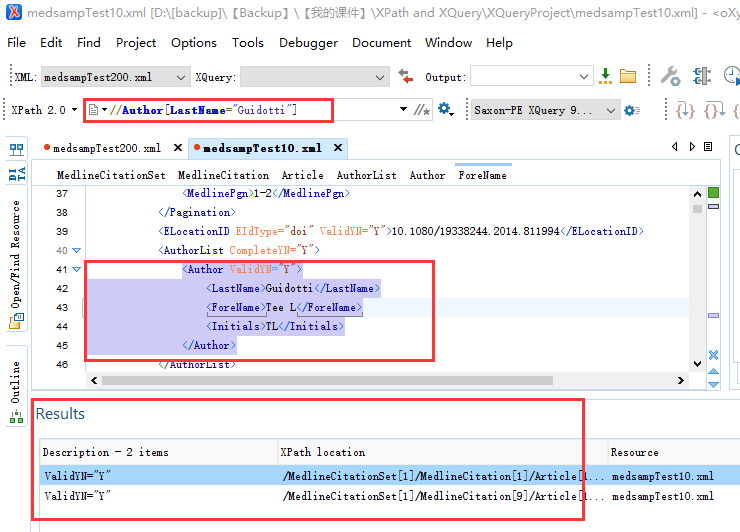 medsampTest10.xml [D:\[backup]\【Backup】\【我的课件】\XPath and XQuery\XQueryProject\medsampTest10.xml] - <oX
File Edit Find Project Options Tools Debugger Document Window Help
XML: medsampTest200.xml XQuery: Output:
XPath 2.0 //Author[LastName="Guidotti"] Saxon-PE XQuery 9...
medsampTest200.xml medsampTest10.xml
MedlineCitationSet MedlineCitation Article AuthorList Author ForeName
37 <MedlinePgn>1-2</MedlinePgn>
38 </Pagination>
39 <ELocationID EIdType="doi" ValidYN="Y">10.1080/19338244.2014.811994</ELocationID>
40 <AuthorList CompleteYN="Y">
41 <Author ValidYN="Y">
42 <LastName>Guidotti</LastName>
43 <ForeName>Tee L</ForeName>
44 <Initials>TL</Initials>
45 </Author>
46 </AuthorList>
DITA
Open/Find Resource
Outline
Results
Description - 2 items XPath location Resource
ValidYN="Y" /MedlineCitationSet[1]/MedlineCitation[1]/Article[1... medsampTest10.xml
ValidYN="Y" /MedlineCitationSet[1]/MedlineCitation[9]/Article[1... medsampTest10.xml